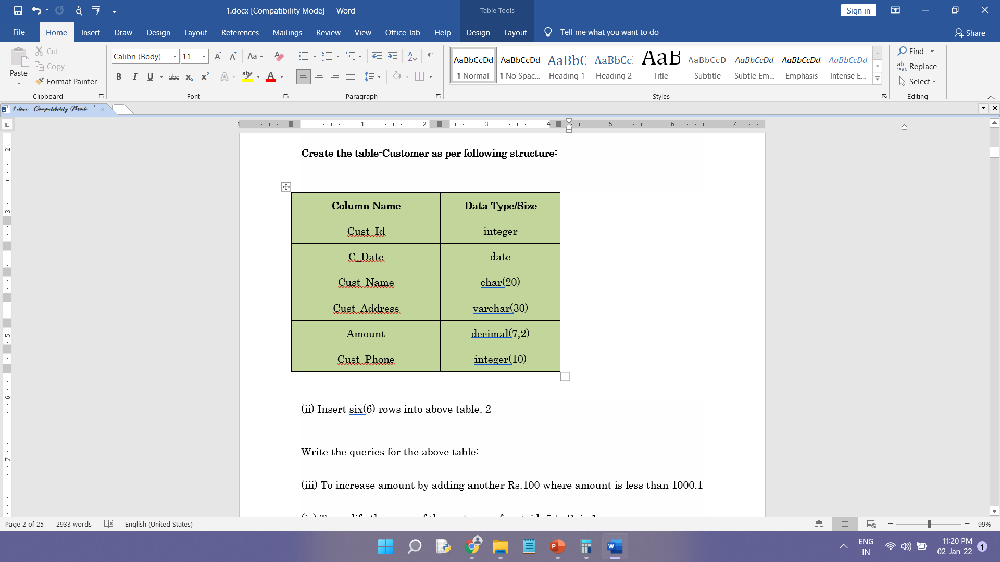 1.docx [Compatibility Mode] - Word
Table Tools
Sign in
File Home Insert Draw Design Layout References Mailings Review View Office Tab Help Design Layout Tell me what you want to do Share
Paste
Cut
Copy
Format Painter
Clipboard
Calibri (Body) 11
Font
Paragraph
AaBbCcDd AaBbCcDd AaBbC AaBbCc AaB AaBbCcD AaBbCcDd AaBbCcDd AaBbCcDd
¶ Normal ¶ No Spac... Heading 1 Heading 2 Title Subtitle Subtle Em... Emphasis Intense E...
Styles
Find
Replace
Select
Editing
1.docx Compatibility Mode *
1 1 2 3 4 5 6 7
2
3
5
6
7
Create the table-Customer as per following structure:
Column Name Data Type/Size
Cust_Id integer
C_Date date
Cust_Name char(20)
Cust_Address varchar(30)
Amount decimal(7,2)
Cust_Phone integer(10)
(ii) Insert six(6) rows into above table. 2
Write the queries for the above table:
(iii) To increase amount by adding another Rs.100 where amount is less than 1000.1
Page 2 of 25 2933 words English (United States) 99%
ENG
IN
11:20 PM
02-Jan-22
1